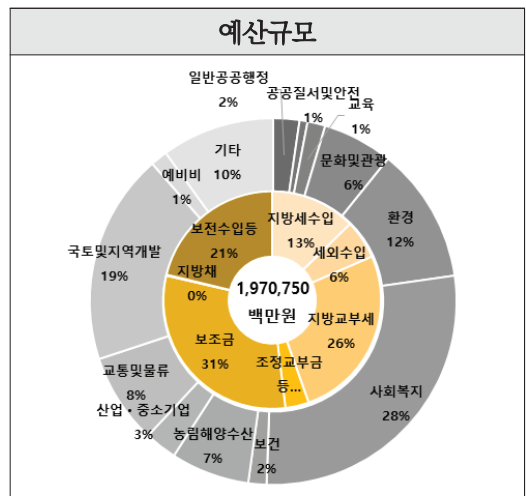 예산규모
일반공공행정
2%
공공질서및안전
1%
교육
1%
문화및관광
6%
환경
12%
사회복지
28%
보건
2%
농림해양수산
7%
산업·중소기업
3%
교통및물류
8%
국토및지역개발
19%
예비비
1%
기타
10%
지방세수입
13%
세외수입
6%
지방교부세
26%
조정교부금
등...
보조금
31%
지방채
0%
보전수입등
21%
1,970,750
백만원